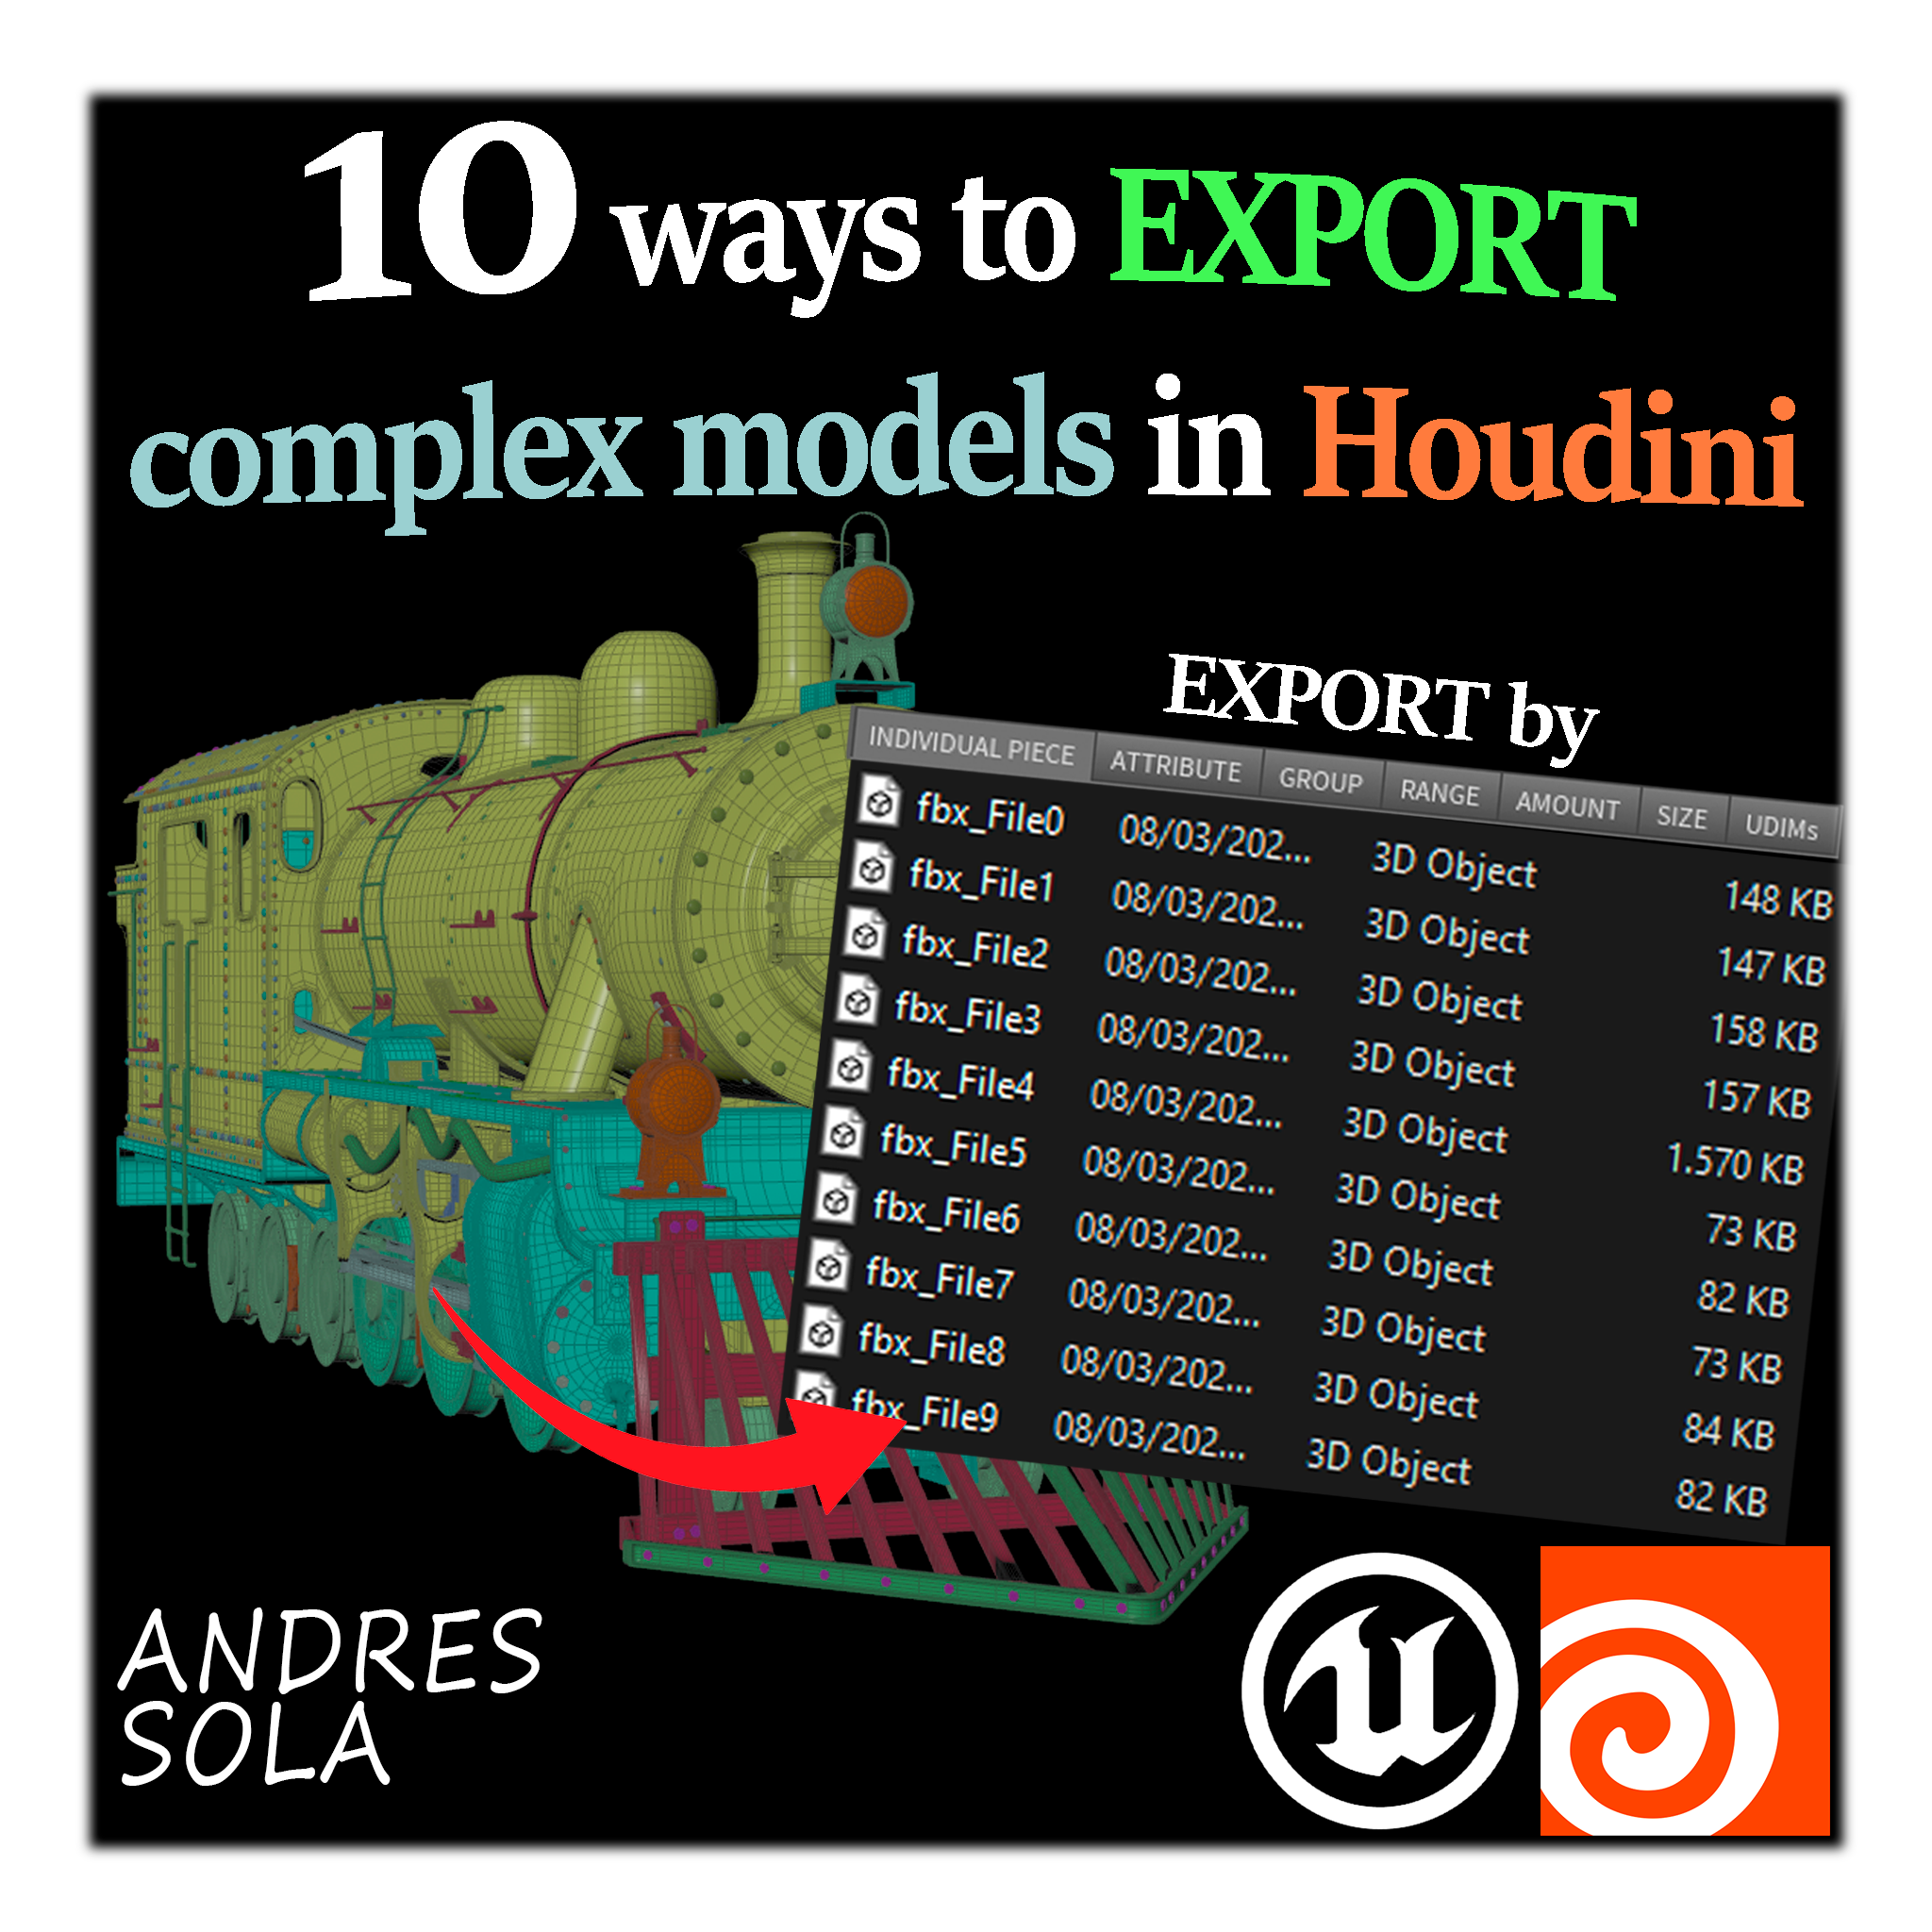 10 ways to EXPORT
complex models in Houdini
EXPORT by
INDIVIDUAL PIECE ATTRIBUTE GROUP RANGE AMOUNT SIZE UDIMs
fbx_File0 08/03/202... 3D Object 148 KB
fbx_File1 08/03/202... 3D Object 147 KB
fbx_File2 08/03/202... 3D Object 158 KB
fbx_File3 08/03/202... 3D Object 157 KB
fbx_File4 08/03/202... 3D Object 1.570 KB
fbx_File5 08/03/202... 3D Object 73 KB
fbx_File6 08/03/202... 3D Object 82 KB
fbx_File7 08/03/202... 3D Object 73 KB
fbx_File8 08/03/202... 3D Object 84 KB
fbx_File9 08/03/202... 3D Object 82 KB
ANDRES
SOLA